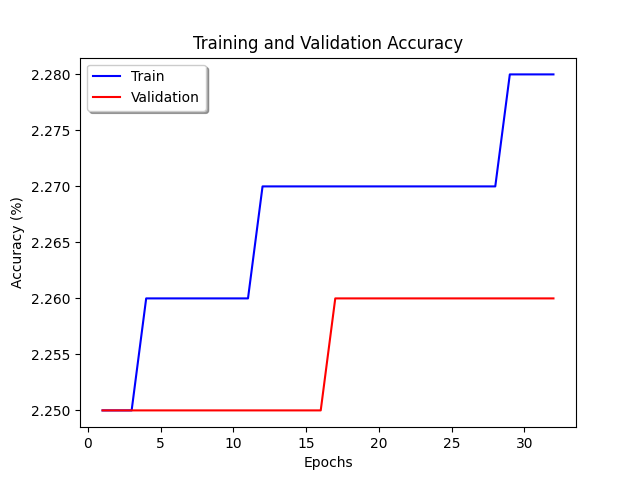 Training and Validation Accuracy
Train
Validation
2.280
2.275
2.270
2.265
2.260
2.255
2.250
Accuracy (%)
0 5 10 15 20 25 30
Epochs